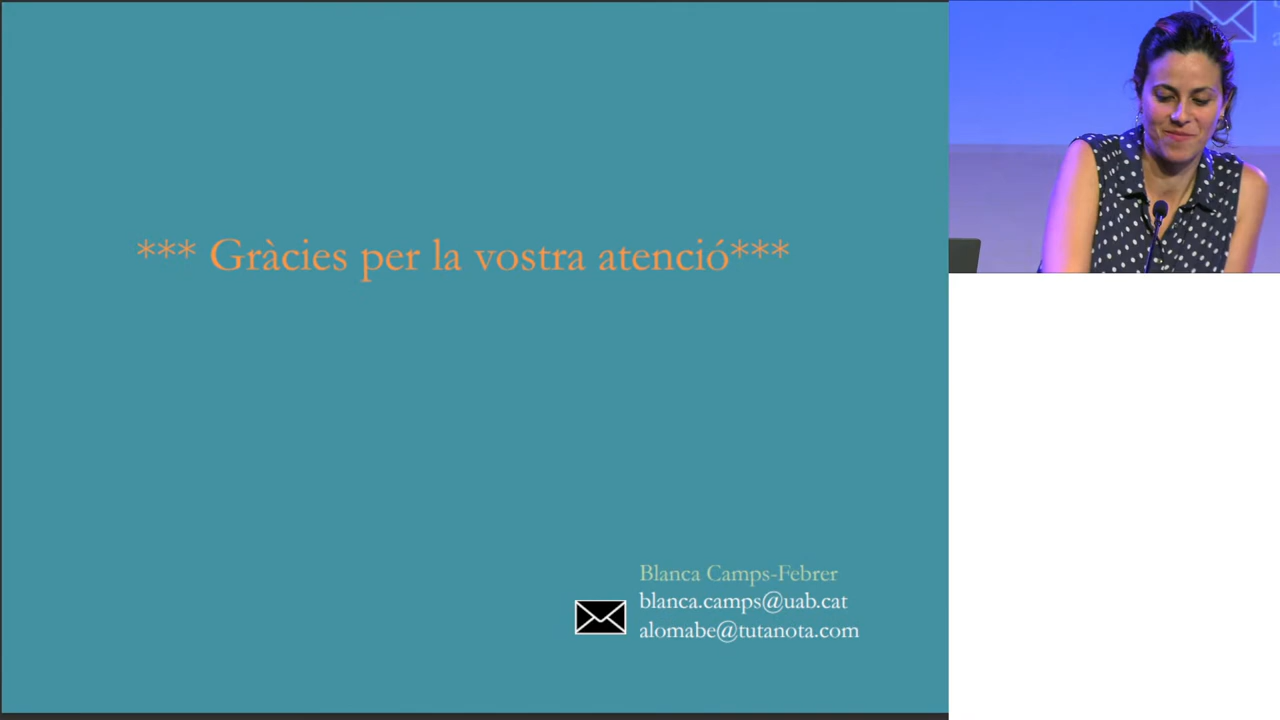 *** Gràcies per la vostra atenció***
Blanca Camps-Febrer
blanca.camps@uab.cat
alomabe@tutanota.com